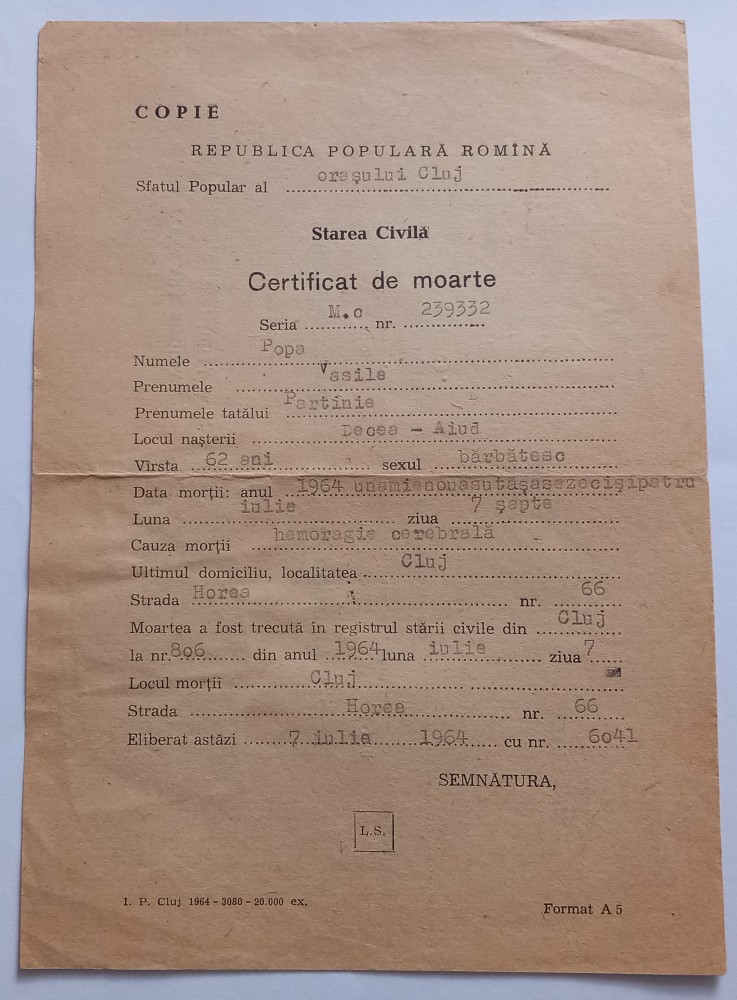 COPIE
REPUBLICA POPULARĂ ROMÎNĂ
Sfatul Popular al orașului Cluj
Starea Civilă
Certificat de moarte
Seria M.c nr. 239332
Numele Popa
Prenumele Vasile
Prenumele tatălui Partinie
Locul nașterii Decea - Aiud
Vîrsta 62 ani sexul bărbătesc
Data morții: anul 1964 unamienouăsutășasezecișipatru
Luna iulie ziua 7 șapte
Cauza morții hemoragie cerebrală
Ultimul domiciliu, localitatea Cluj
Strada Horea nr. 66
Moartea a fost trecută în registrul stării civile din Cluj
la nr. 806 din anul 1964 luna iulie ziua 7
Locul morții Cluj
Strada Horea nr. 66
Eliberat astăzi 7 iulie 1964 cu nr. 6041
SEMNĂTURA,
L.S.
I. P. Cluj 1964 - 3080 - 20.000 ex.
Format A 5